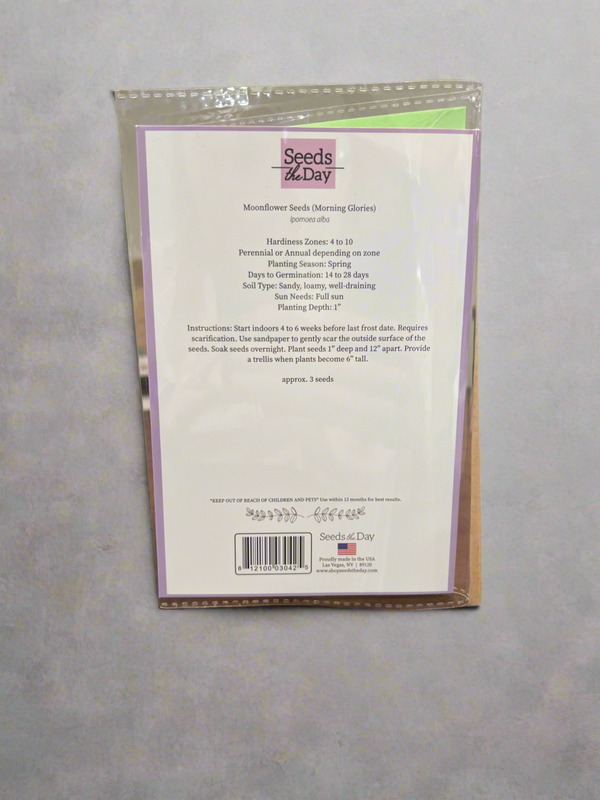 Seeds
the Day
Moonflower Seeds (Morning Glories)
Ipomoea alba
Hardiness Zones: 4 to 10
Perennial or Annual depending on zone
Planting Season: Spring
Days to Germination: 14 to 28 days
Soil Type: Sandy, loamy, well-draining
Sun Needs: Full sun
Planting Depth: 1"
Instructions: Start indoors 4 to 6 weeks before last frost date. Requires
scarification. Use sandpaper to gently scar the outside surface of the
seeds. Soak seeds overnight. Plant seeds 1" deep and 12" apart. Provide
a trellis when plants become 6" tall.
approx. 3 seeds
*KEEP OUT OF REACH OF CHILDREN AND PETS* Use within 12 months for best results.
Seeds the Day
Proudly made in the USA
Las Vegas, NV | 89120
www.shopseedstheday.com
8 12100 03042 8